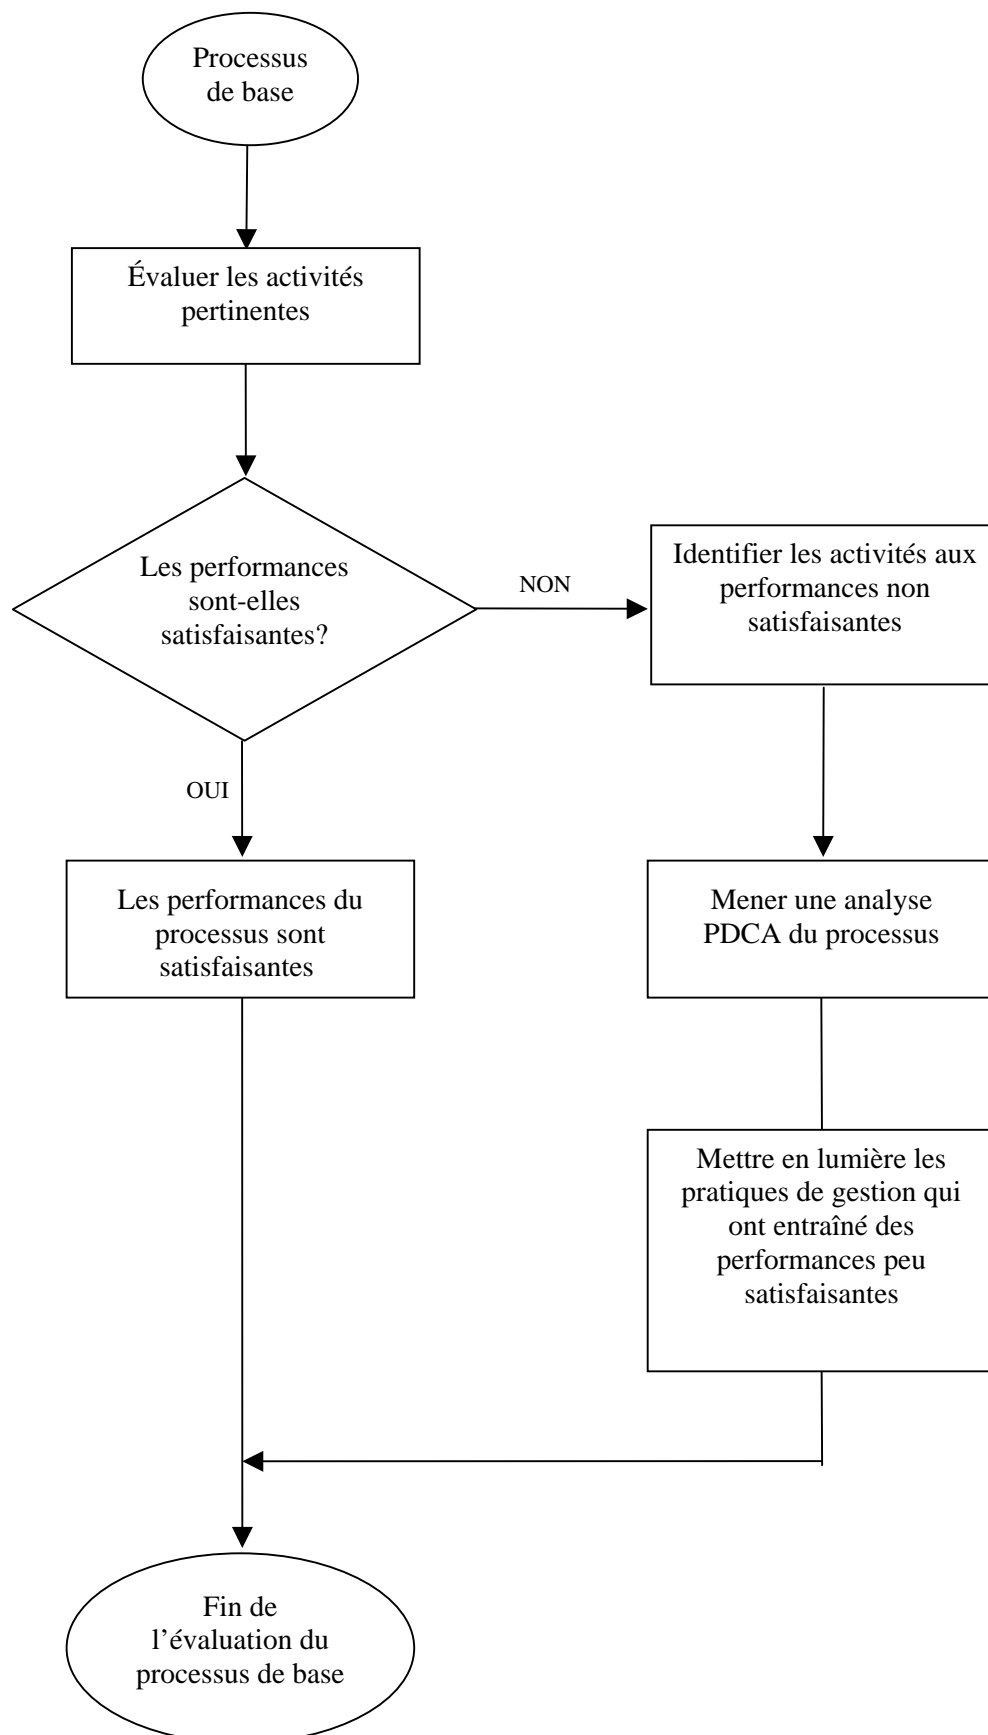 Processus
de base
Évaluer les activités
pertinentes
Les performances
sont-elles
satisfaisantes?
NON
Identifier les activités aux
performances non
satisfaisantes
OUI
Les performances du
processus sont
satisfaisantes
Mener une analyse
PDCA du processus
Mettre en lumière les
pratiques de gestion qui
ont entraîné des
performances peu
satisfaisantes
Fin de
l’évaluation du
processus de base